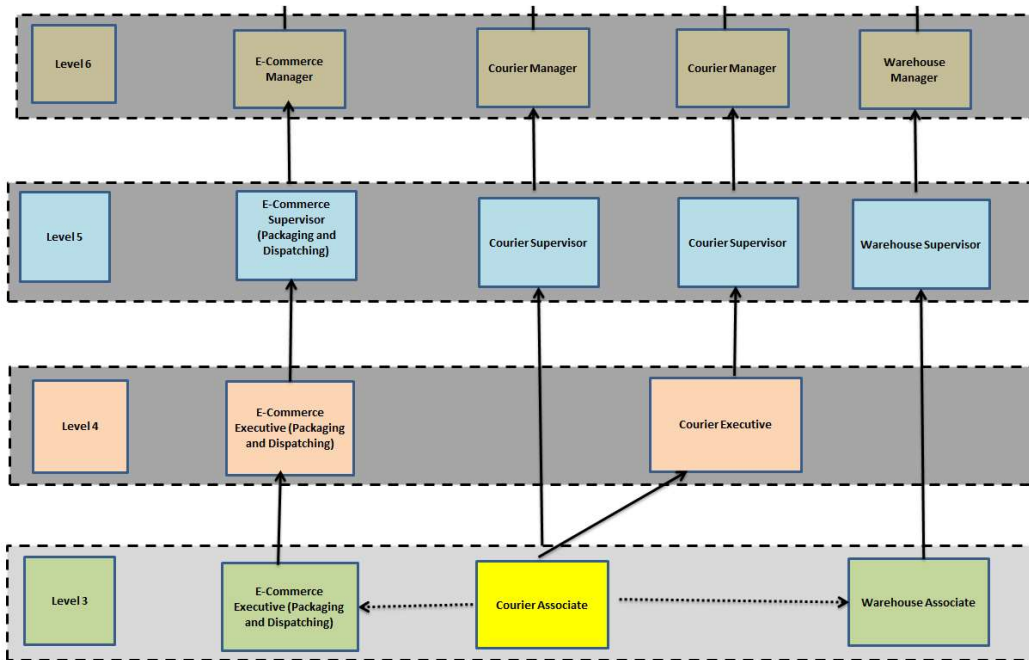 Level 6
E-Commerce
Manager
Courier Manager
Courier Manager
Warehouse
Manager
Level 5
E-Commerce
Supervisor
(Packaging and
Dispatching)
Courier Supervisor
Courier Supervisor
Warehouse Supervisor
Level 4
E-Commerce
Executive (Packaging
and Dispatching)
Courier Executive
Level 3
E-Commerce
Executive (Packaging
and Dispatching)
Courier Associate
Warehouse Associate